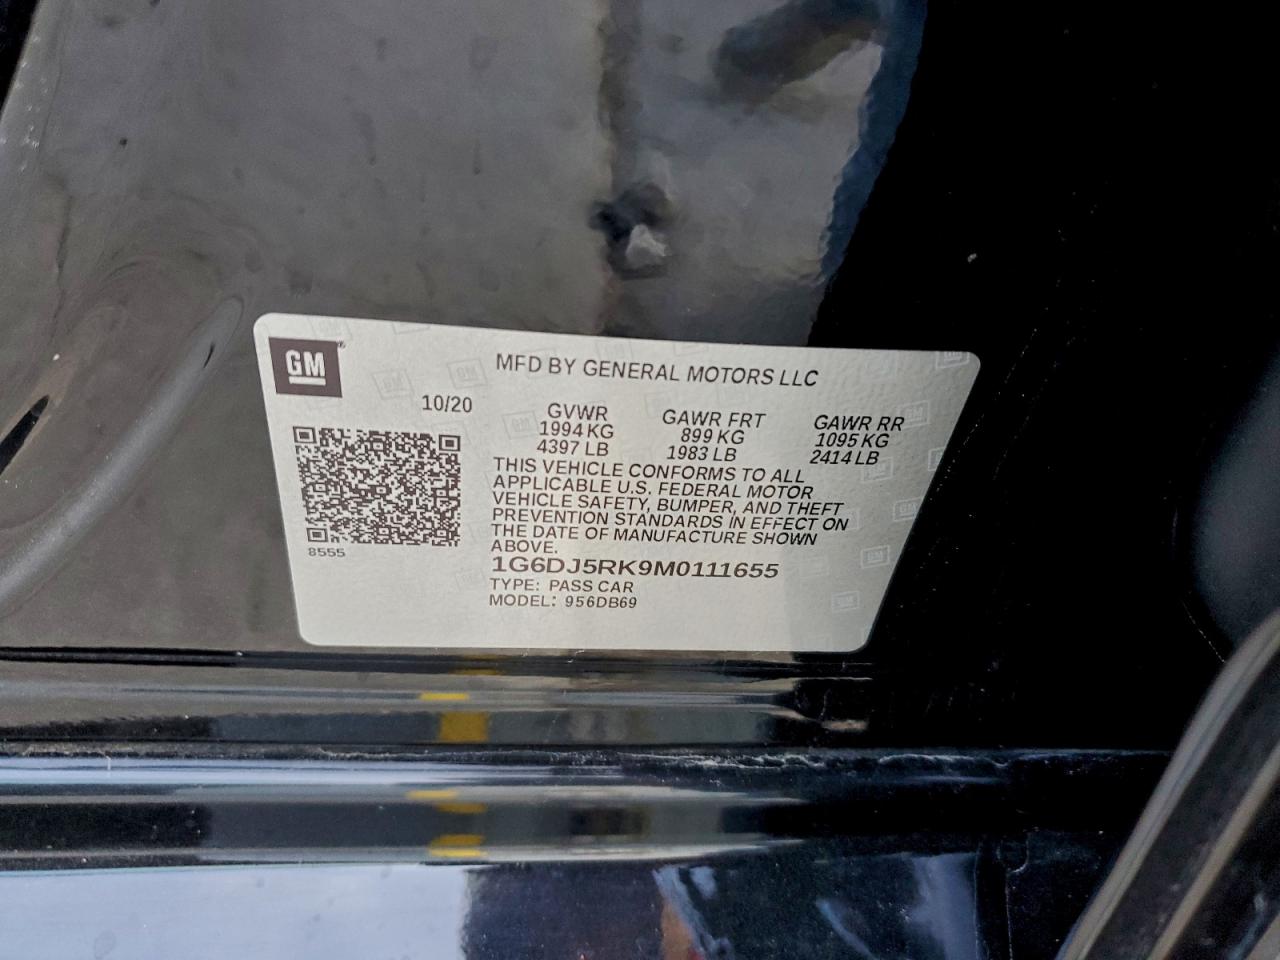 GM
MFD BY GENERAL MOTORS LLC
10/20
GVWR GAWR FRT GAWR RR
1994 KG 899 KG 1095 KG
4397 LB 1983 LB 2414 LB
THIS VEHICLE CONFORMS TO ALL
APPLICABLE U.S. FEDERAL MOTOR
VEHICLE SAFETY, BUMPER, AND THEFT
PREVENTION STANDARDS IN EFFECT ON
THE DATE OF MANUFACTURE SHOWN
ABOVE.
8555
1G6DJ5RK9M0111655
TYPE: PASS CAR
MODEL: 956DB69